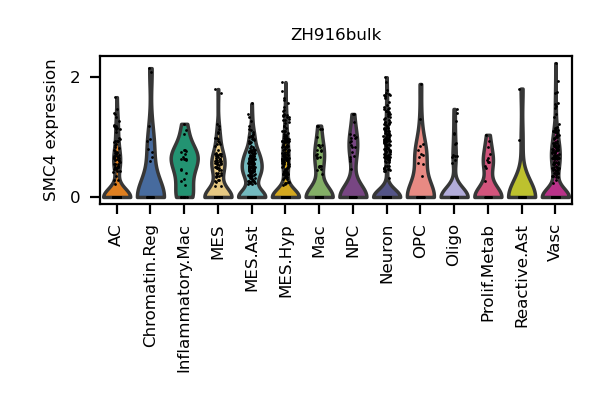 ZH916bulk
SMC4 expression
2
0
AC
Chromatin.Reg
Inflammatory.Mac
MES
MES.Ast
MES.Hyp
Mac
NPC
Neuron
OPC
Oligo
Prolif.Metab
Reactive.Ast
Vasc